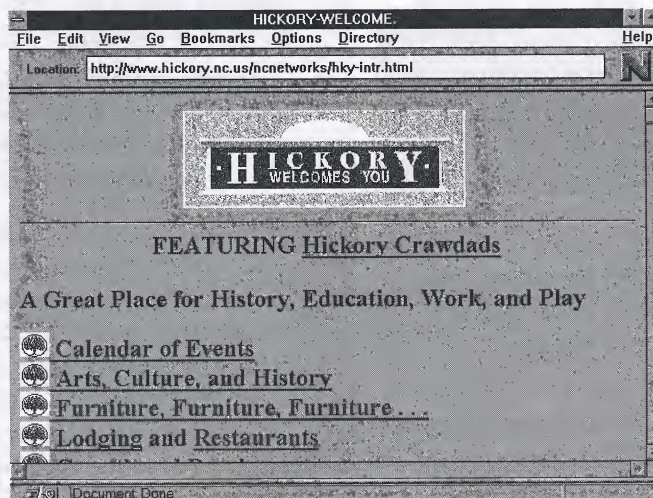 HICKORY-WELCOME.
File Edit View Go Bookmarks Options Directory Help
Location: http://www.hickory.nc.us/ncnetworks/hky-intr.html
N
·HICKORY·
WELCOMES YOU
FEATURING Hickory Crawdads
A Great Place for History, Education, Work, and Play
Calendar of Events
Arts, Culture, and History
Furniture, Furniture, Furniture . . .
Lodging and Restaurants
Document Done